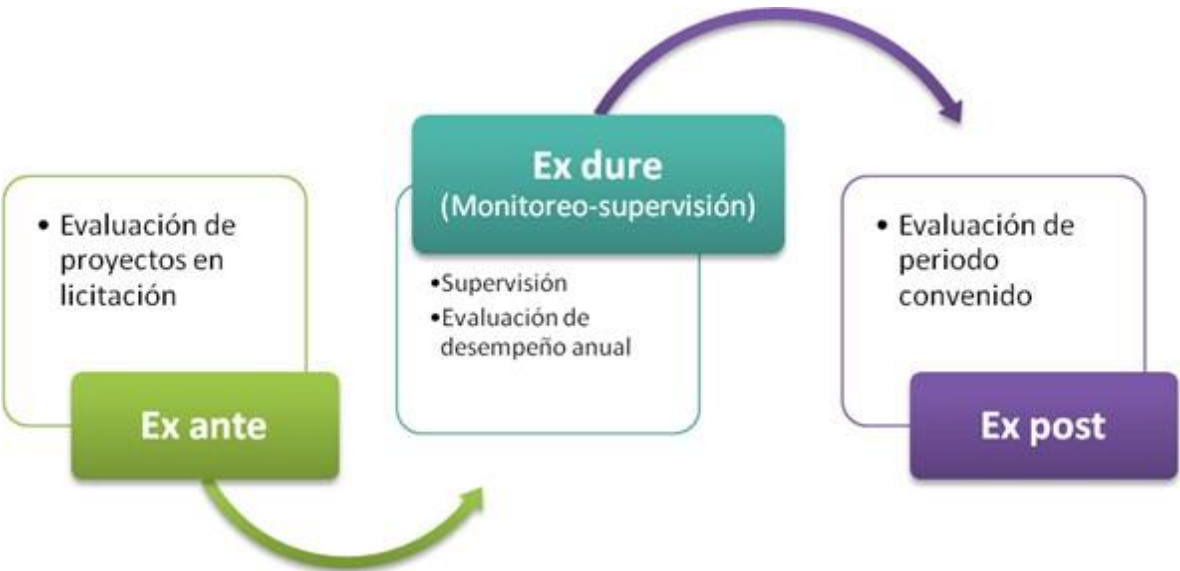 • Evaluación de
proyectos en
licitación
Ex ante
Ex dure
(Monitoreo-supervisión)
•Supervisión
•Evaluación de
desempeño anual
• Evaluación de
periodo
convenido
Ex post